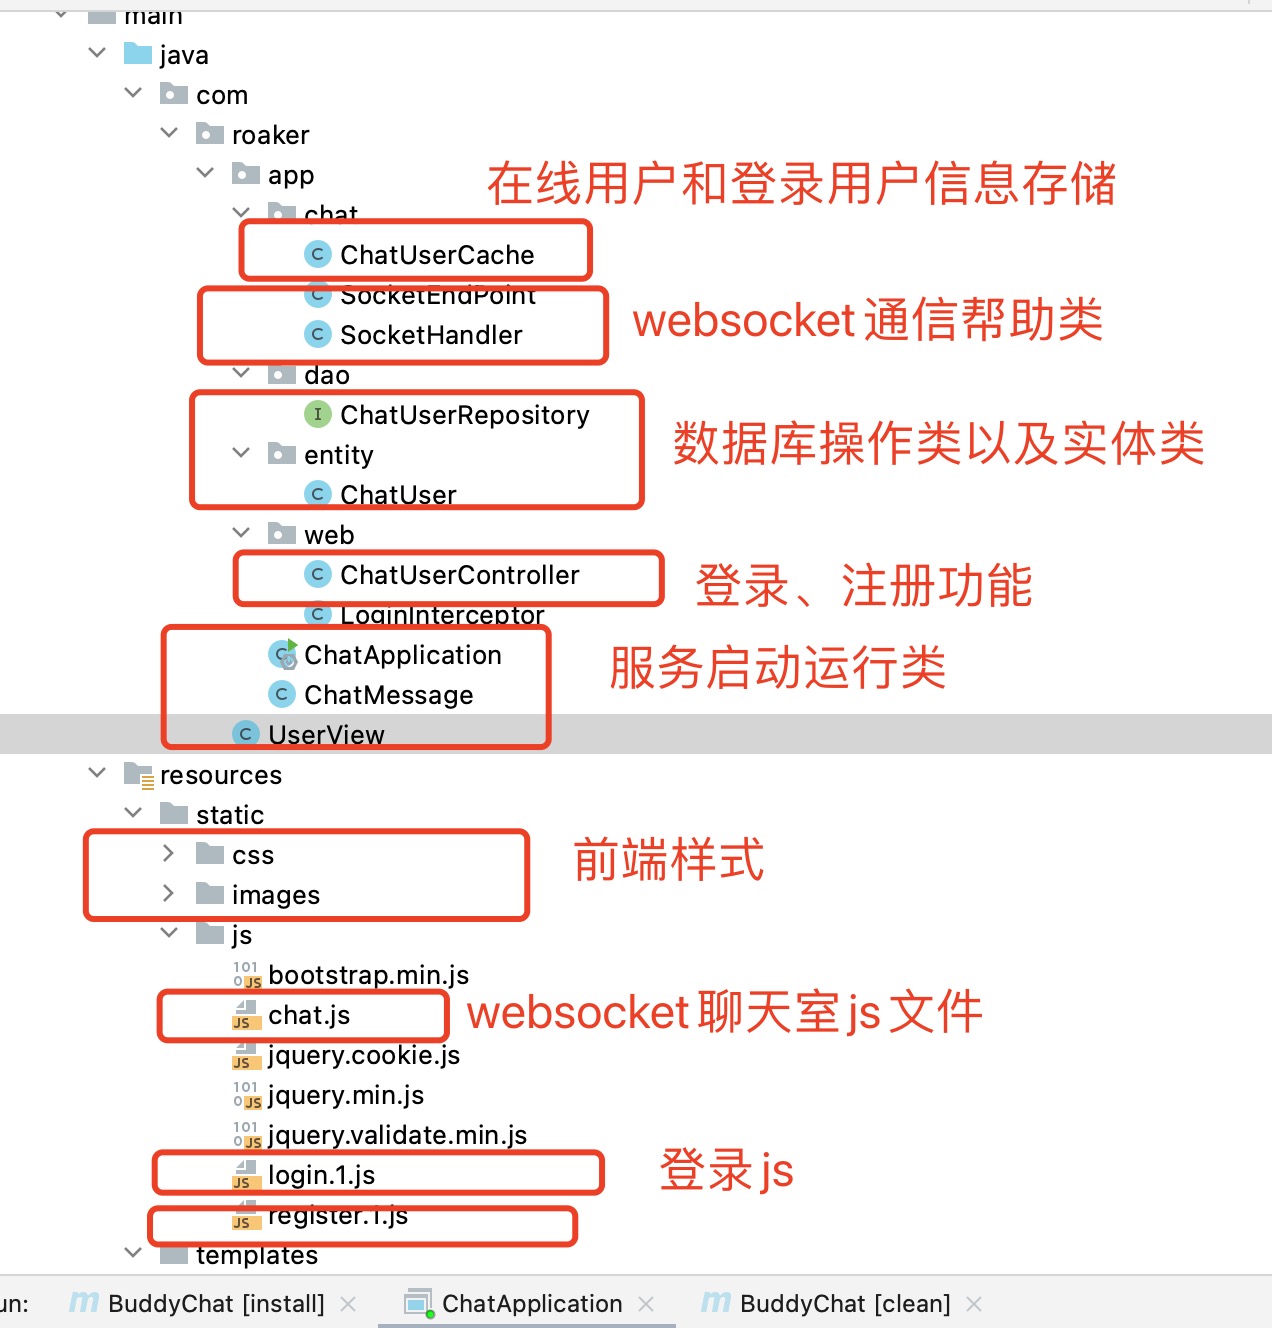 main
java
com
roaker
app
在线用户和登录用户信息存储
chat
ChatUserCache
SocketEndPoint
SocketHandler
websocket通信帮助类
dao
ChatUserRepository
数据库操作类以及实体类
entity
ChatUser
web
ChatUserController
登录、注册功能
LoginInterceptor
ChatApplication
服务启动运行类
ChatMessage
UserView
resources
static
css
前端样式
images
js
bootstrap.min.js
chat.js
websocket聊天室js文件
jquery.cookie.js
jquery.min.js
jquery.validate.min.js
login.1.js
登录js
register.1.js
templates
un: BuddyChat [install] ChatApplication BuddyChat [clean]